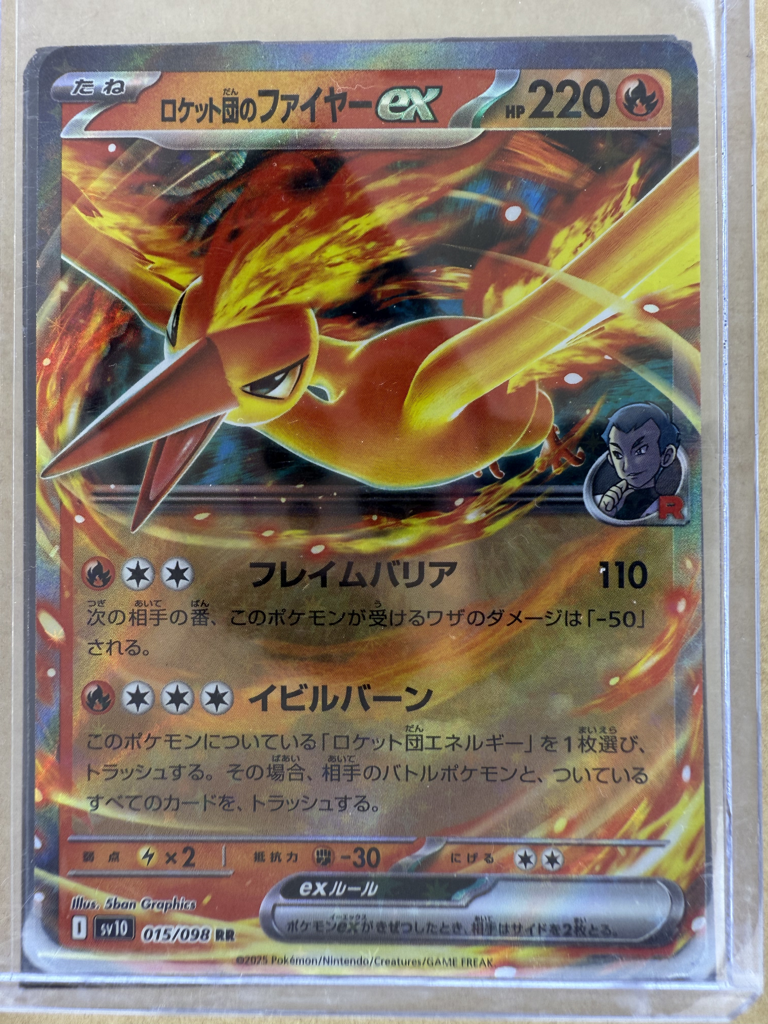 たね
ロケット団のファイヤーex HP220
フレイムバリア 110
次の相手の番、このポケモンが受けるワザのダメージは「-50」
される。
イビルバーン
このポケモンについている「ロケット団エネルギー」を1枚選び、
トラッシュする。その場合、相手のバトルポケモンと、ついている
すべてのカードを、トラッシュする。
弱点 ×2 抵抗力 -30 にげる
Illus. 5ban Graphics
exルール
I sv10 015/098 RR
ポケモンexがきぜつしたとき、相手はサイドを2枚とる。
©2025 Pokémon/Nintendo/Creatures/GAME FREAK
R